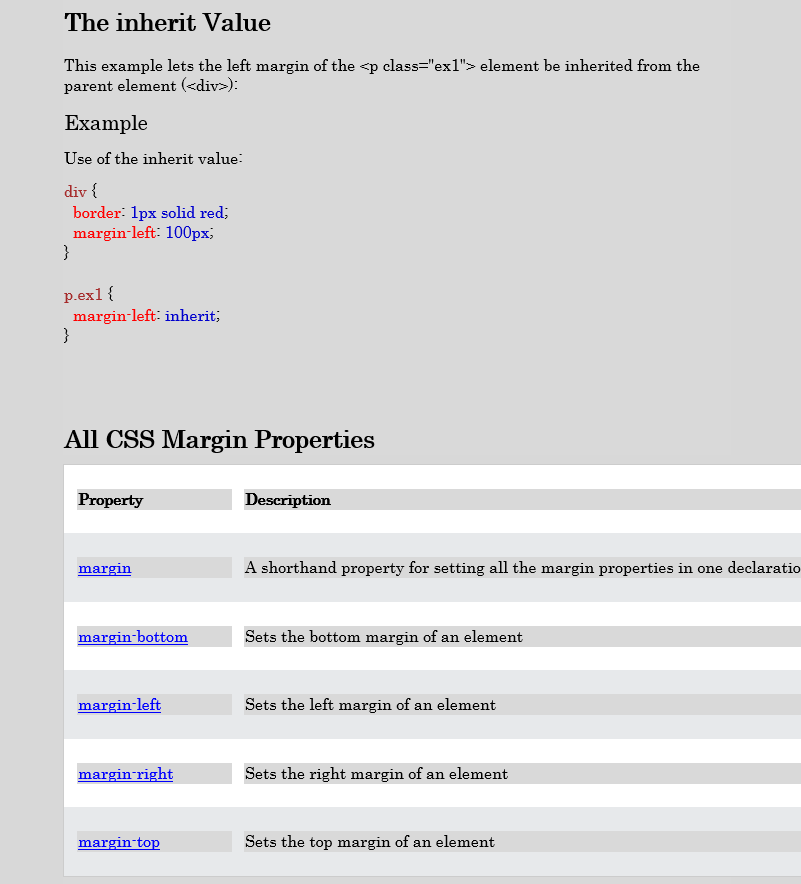 The inherit Value
This example lets the left margin of the <p class="ex1"> element be inherited from the
parent element (<div>):
Example
Use of the inherit value:
div {
  border: 1px solid red;
  margin-left: 100px;
}
p.ex1 {
  margin-left: inherit;
}
All CSS Margin Properties
Property Description
margin A shorthand property for setting all the margin properties in one declaratio
margin-bottom Sets the bottom margin of an element
margin-left Sets the left margin of an element
margin-right Sets the right margin of an element
margin-top Sets the top margin of an element